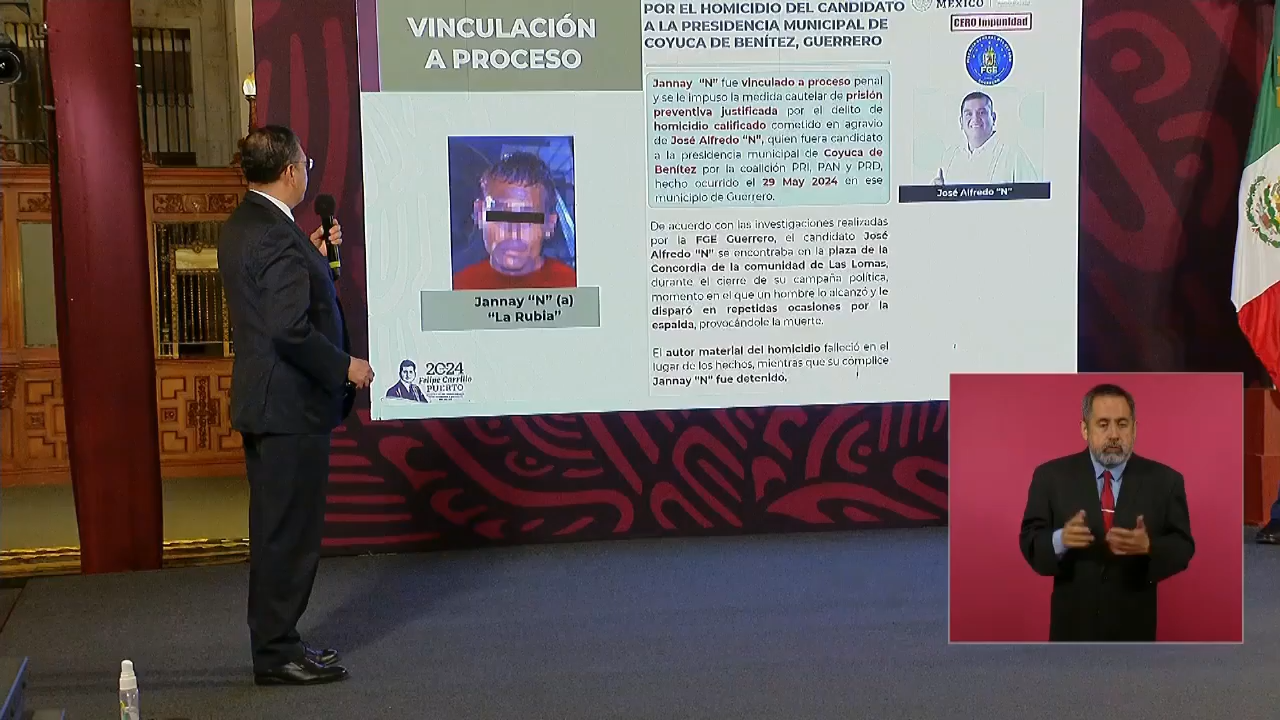 VINCULACIÓN
A PROCESO
POR EL HOMICIDIO DEL CANDIDATO
A LA PRESIDENCIA MUNICIPAL DE
COYUCA DE BENÍTEZ, GUERRERO
MÉXICO
CERO Impunidad
FGE
Jannay "N" fue vinculado a proceso penal
y se le impuso la medida cautelar de prisión
preventiva justificada por el delito de
homicidio calificado cometido en agravio
de José Alfredo "N", quien fuera candidato
a la presidencia municipal de Coyuca de
Benítez por la coalición PRI, PAN y PRD,
hecho ocurrido el 29 May 2024 en ese
municipio de Guerrero.
José Alfredo "N"
De acuerdo con las investigaciones realizadas
por la FGE Guerrero, el candidato José
Alfredo "N" se encontraba en la plaza de la
Concordia de la comunidad de Las Lomas,
durante el cierre de su campaña política,
momento en el que un hombre lo alcanzó y le
disparó en repetidas ocasiones por la
espalda, provocándole la muerte.
El autor material del homicidio falleció en el
lugar de los hechos, mientras que su cómplice
Jannay "N" fue detenido.
Jannay "N" (a)
"La Rubia"
2024
Felipe Carrillo
PUERTO